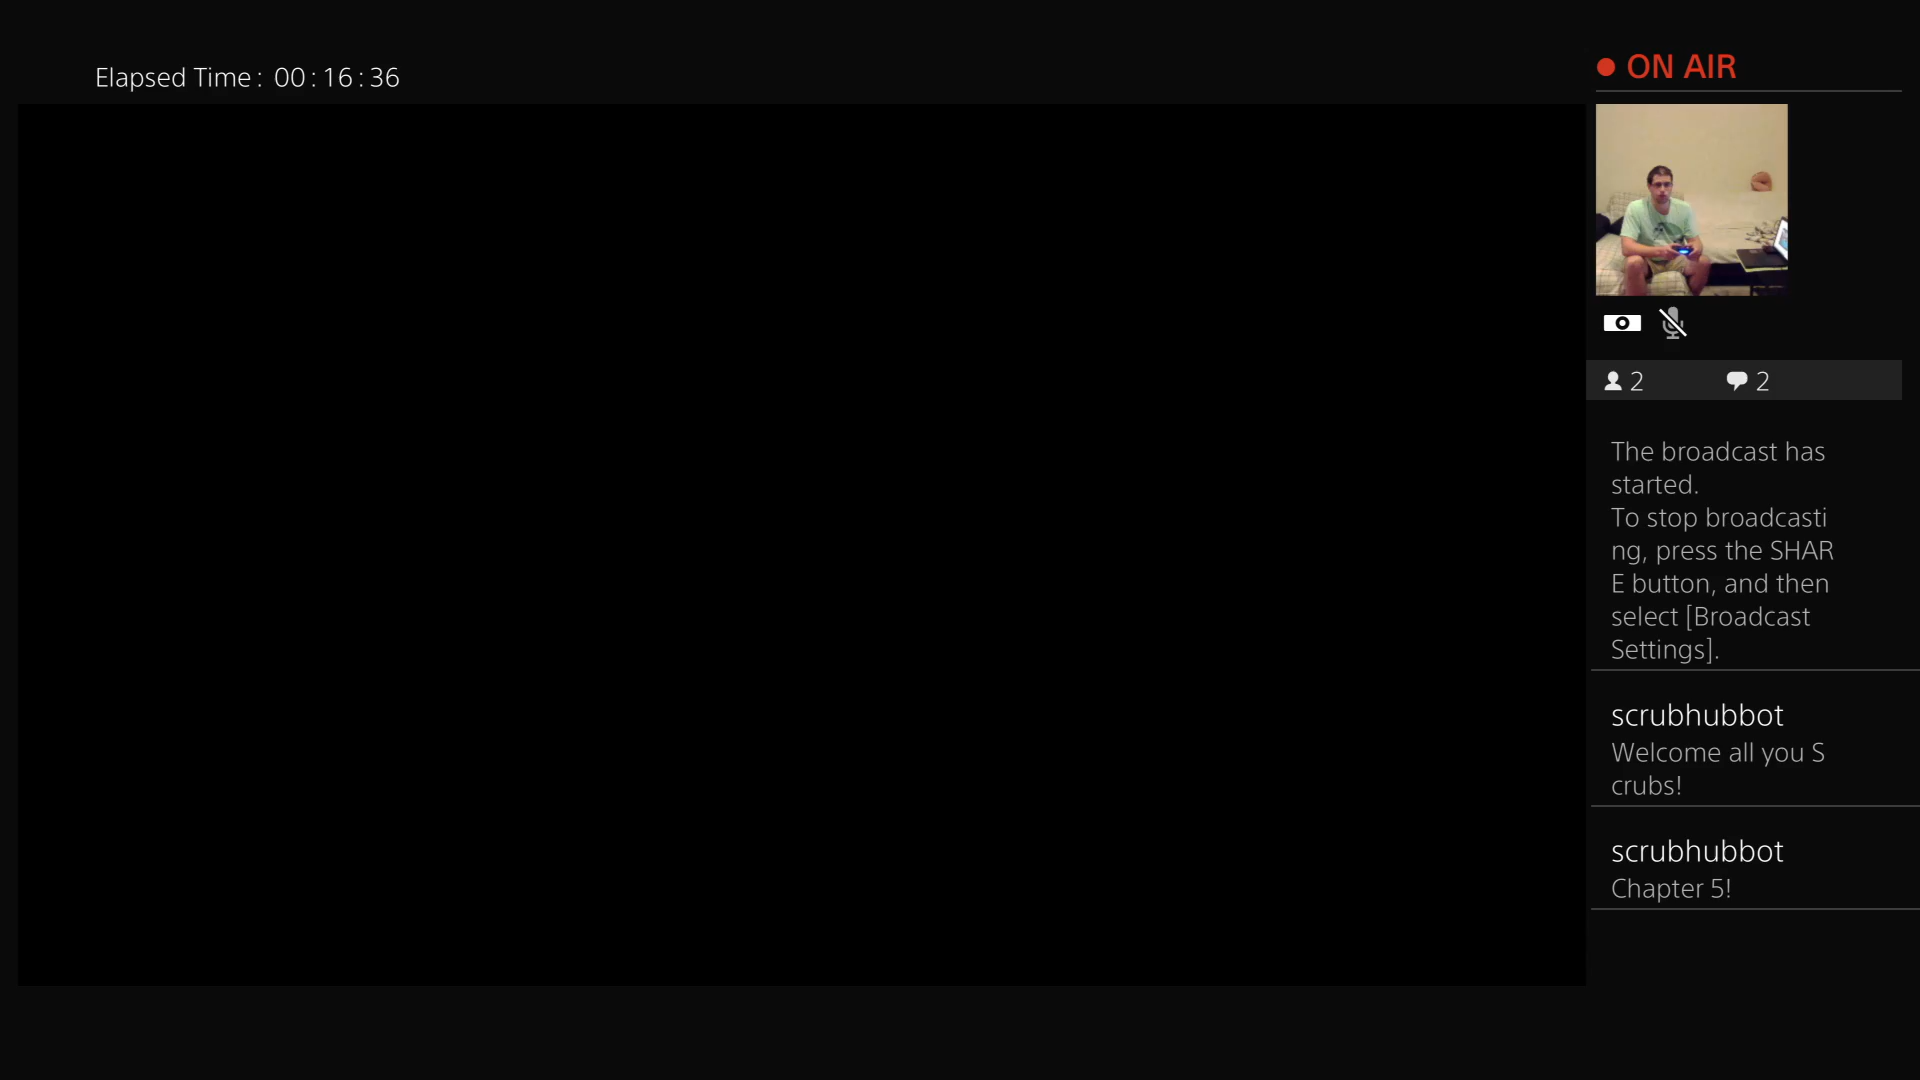 Elapsed Time: 00:16:36
ON AIR
2
2
The broadcast has
started.
To stop broadcasti
ng, press the SHAR
E button, and then
select [Broadcast
Settings].
scrubhubbot
Welcome all you S
crubs!
scrubhubbot
Chapter 5!